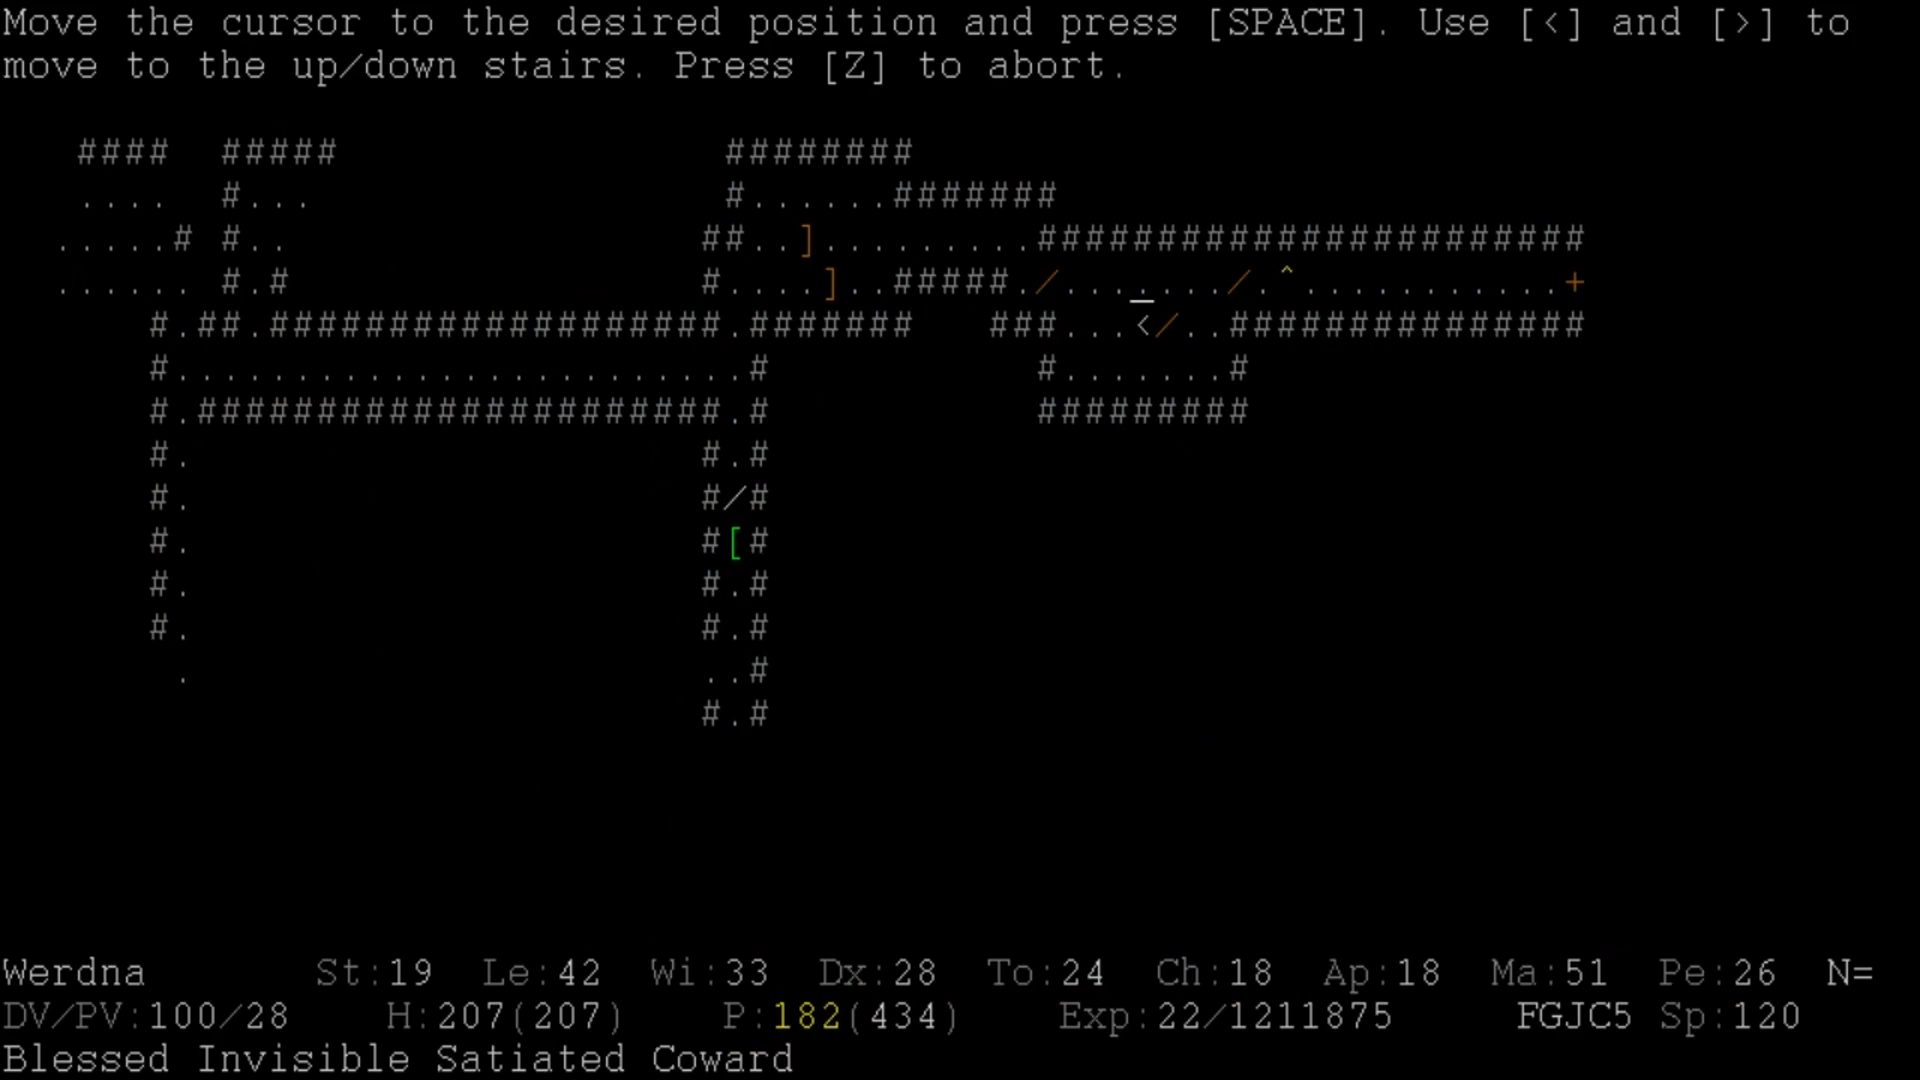 Move the cursor to the desired position and press [SPACE]. Use [<] and [>] to
move to the up/down stairs. Press [Z] to abort.
   ####  #####                ########
   ....  #...                 #......#######
  .....# #..                 ##..].........#######################
  ...... #.#                 #....]..#####./......./.^...........+
      #.##.###################.#######   ###...</..###############
      #........................#           #.......#
      #.######################.#           #########
      #.                     #.#
      #.                     #/#
      #.                     #[#
      #.                     #.#
      #.                     #.#
       .                     ..#
                             #.#
Werdna       St:19  Le:42  Wi:33  Dx:28  To:24  Ch:18  Ap:18  Ma:51  Pe:26  N=
DV/PV:100/28    H:207(207)    P:182(434)    Exp:22/1211875     FGJC5 Sp:120
Blessed Invisible Satiated Coward